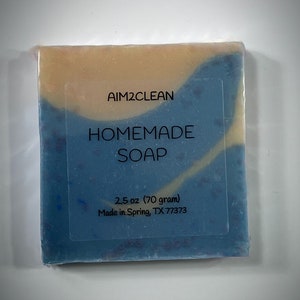 AIM2CLEAN
HOMEMADE
SOAP
2.5 oz (70 gram)
Made in Spring, TX 77373